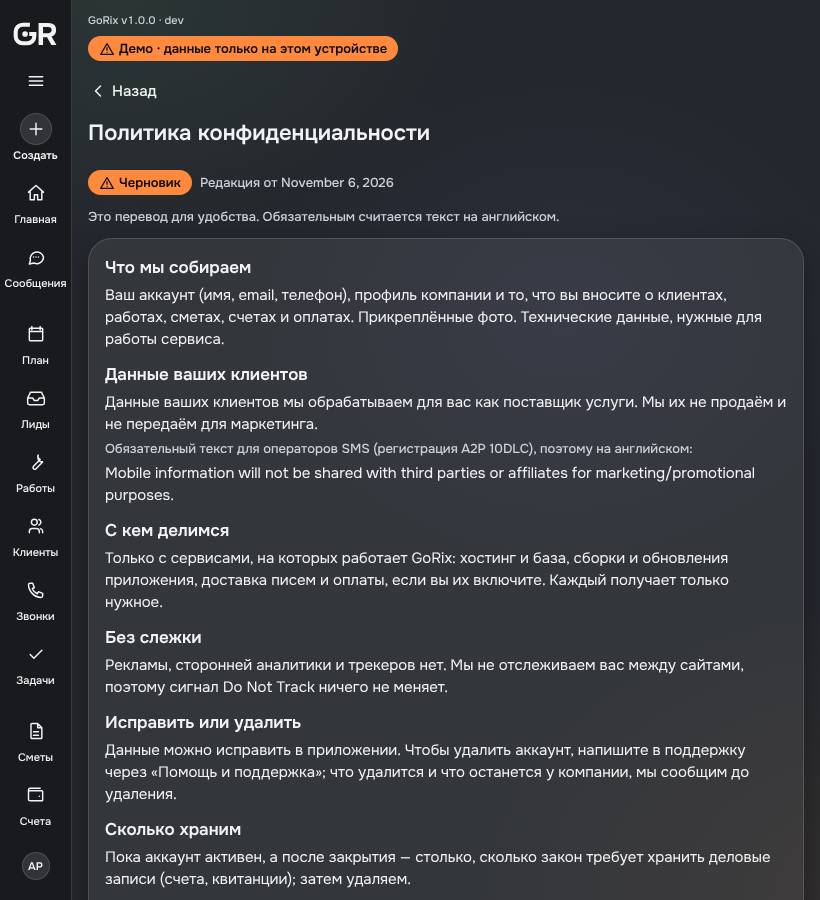 GR
GoRix v1.0.0 · dev
Демо · данные только на этом устройстве
Назад
Политика конфиденциальности
Черновик
Редакция от November 6, 2026
Это перевод для удобства. Обязательным считается текст на английском.
Что мы собираем
Ваш аккаунт (имя, email, телефон), профиль компании и то, что вы вносите о клиентах,
работах, сметах, счетах и оплатах. Прикреплённые фото. Технические данные, нужные для
работы сервиса.
Данные ваших клиентов
Данные ваших клиентов мы обрабатываем для вас как поставщик услуги. Мы их не продаём и
не передаём для маркетинга.
Обязательный текст для операторов SMS (регистрация A2P 10DLC), поэтому на английском:
Mobile information will not be shared with third parties or affiliates for marketing/promotional
purposes.
С кем делимся
Только с сервисами, на которых работает GoRix: хостинг и база, сборки и обновления
приложения, доставка писем и оплаты, если вы их включите. Каждый получает только
нужное.
Без слежки
Рекламы, сторонней аналитики и трекеров нет. Мы не отслеживаем вас между сайтами,
поэтому сигнал Do Not Track ничего не меняет.
Исправить или удалить
Данные можно исправить в приложении. Чтобы удалить аккаунт, напишите в поддержку
через «Помощь и поддержка»; что удалится и что останется у компании, мы сообщим до
удаления.
Сколько храним
Пока аккаунт активен, а после закрытия — столько, сколько закон требует хранить деловые
записи (счета, квитанции); затем удаляем.
Создать
Главная
Сообщения
План
Лиды
Работы
Клиенты
Звонки
Задачи
Сметы
Счета
AP